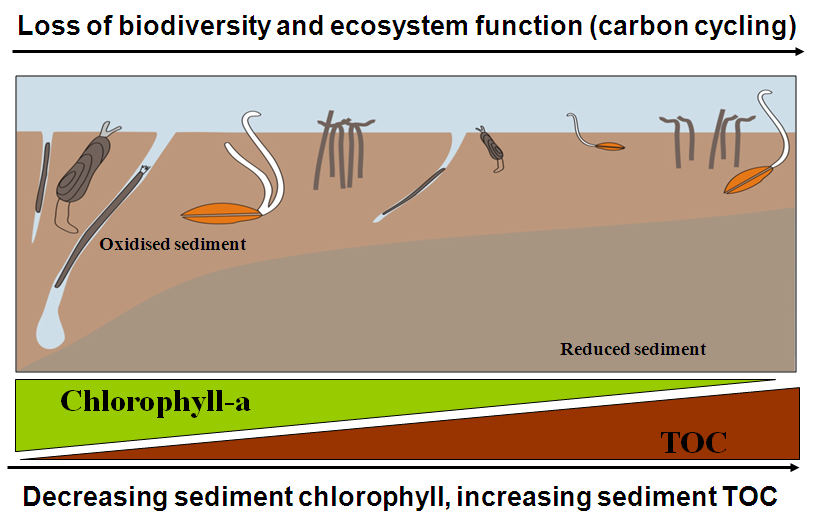 Loss of biodiversity and ecosystem function (carbon cycling)
Oxidised sediment
Reduced sediment
Chlorophyll-a
TOC
Decreasing sediment chlorophyll, increasing sediment TOC